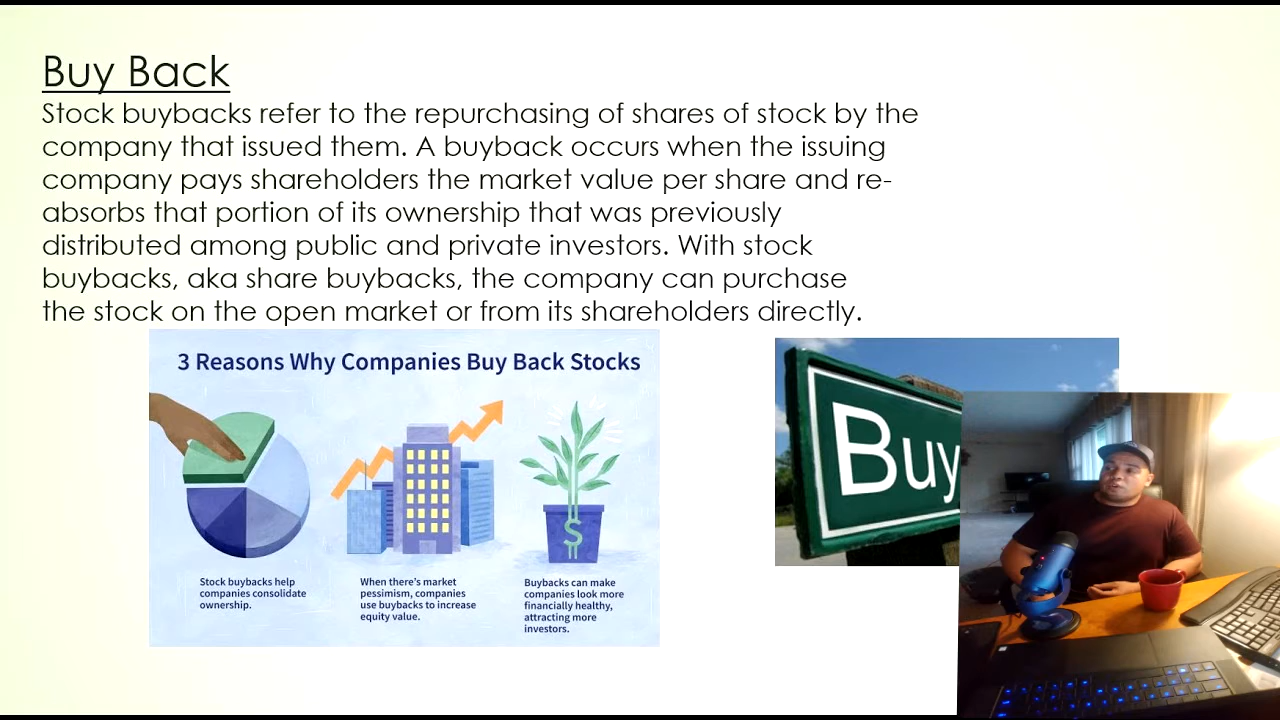 Buy Back
Stock buybacks refer to the repurchasing of shares of stock by the
company that issued them. A buyback occurs when the issuing
company pays shareholders the market value per share and re-
absorbs that portion of its ownership that was previously
distributed among public and private investors. With stock
buybacks, aka share buybacks, the company can purchase
the stock on the open market or from its shareholders directly.
3 Reasons Why Companies Buy Back Stocks
$
Stock buybacks help
companies consolidate
ownership.
When there's market
pessimism, companies
use buybacks to increase
equity value.
Buybacks can make
companies look more
financially healthy,
attracting more
investors.
Buy